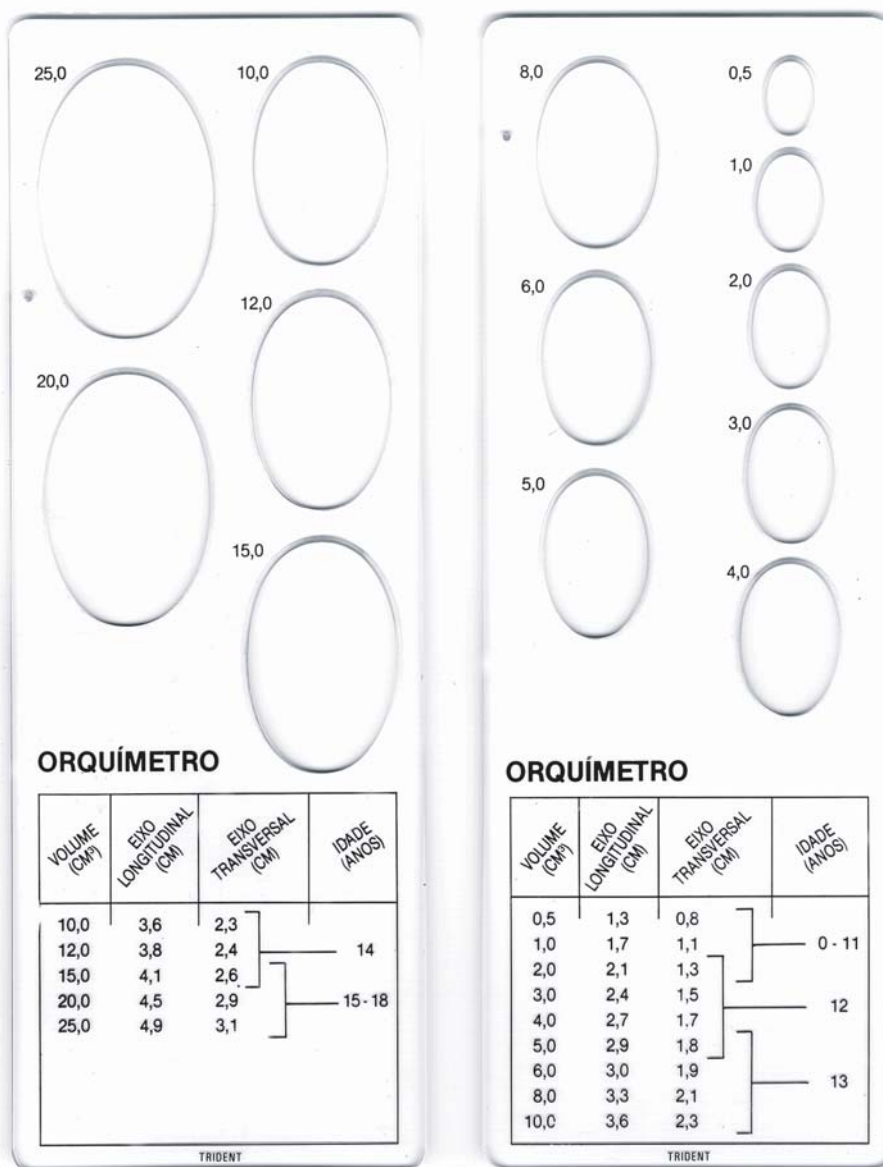 25,0
10,0
12,0
20,0
15,0
ORQUÍMETRO
VOLUME (CM³) EIXO LONGITUDINAL (CM) EIXO TRANSVERSAL (CM) IDADE (ANOS)
10,0 3,6 2,3
12,0 3,8 2,4 14
15,0 4,1 2,6
20,0 4,5 2,9 15-18
25,0 4,9 3,1
TRIDENT
8,0
0,5
1,0
6,0
2,0
3,0
5,0
4,0
ORQUÍMETRO
VOLUME (CM³) EIXO LONGITUDINAL (CM) EIXO TRANSVERSAL (CM) IDADE (ANOS)
0,5 1,3 0,8
1,0 1,7 1,1 0-11
2,0 2,1 1,3
3,0 2,4 1,5
4,0 2,7 1,7 12
5,0 2,9 1,8
6,0 3,0 1,9
8,0 3,3 2,1 13
10,0 3,6 2,3
TRIDENT